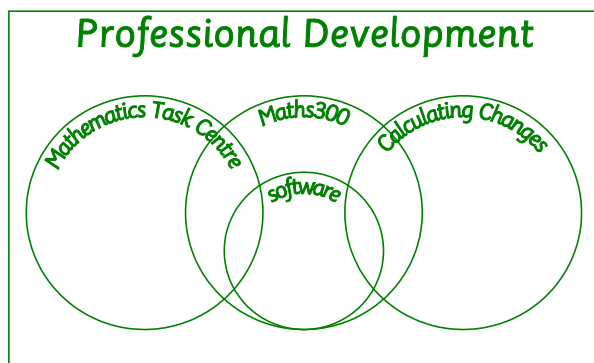 Professional Development
Mathematics Task Centre
Maths300
Calculating Changes
software